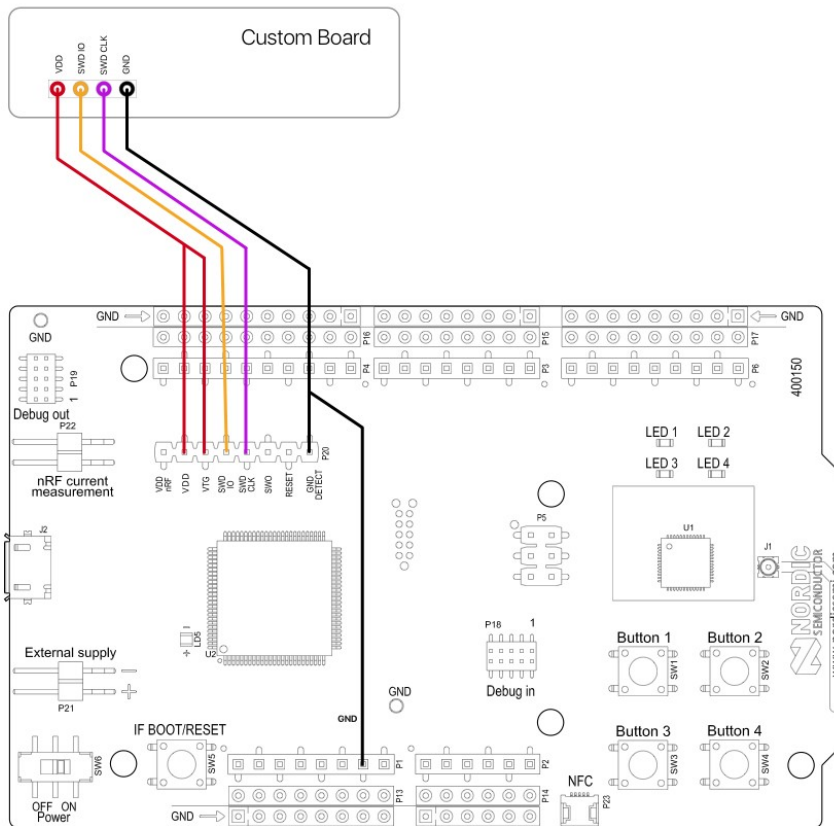 Custom Board
VDD
SWD IO
SWD CLK
GND
GND
GND
GND
P16
P15
P17
P19
1
Debug out
P4
P3
P6
400150
P22
nRF current
measurement
P20
VDD
nRF
VDD
VTG
SWD
IO
SWD
CLK
SWO
RESET
GND
DETECT
LED 1
LED 2
LED 3
LED 4
J2
P5
U1
J1
NORDIC
SEMICONDUCTOR
LD5
U2
P18
1
Debug in
Button 1
Button 2
SW1
SW2
External supply
P21
GND
GND
IF BOOT/RESET
SW5
Button 3
Button 4
SW3
SW4
SW6
OFF
ON
Power
P1
P2
P13
P14
GND
NFC
P23